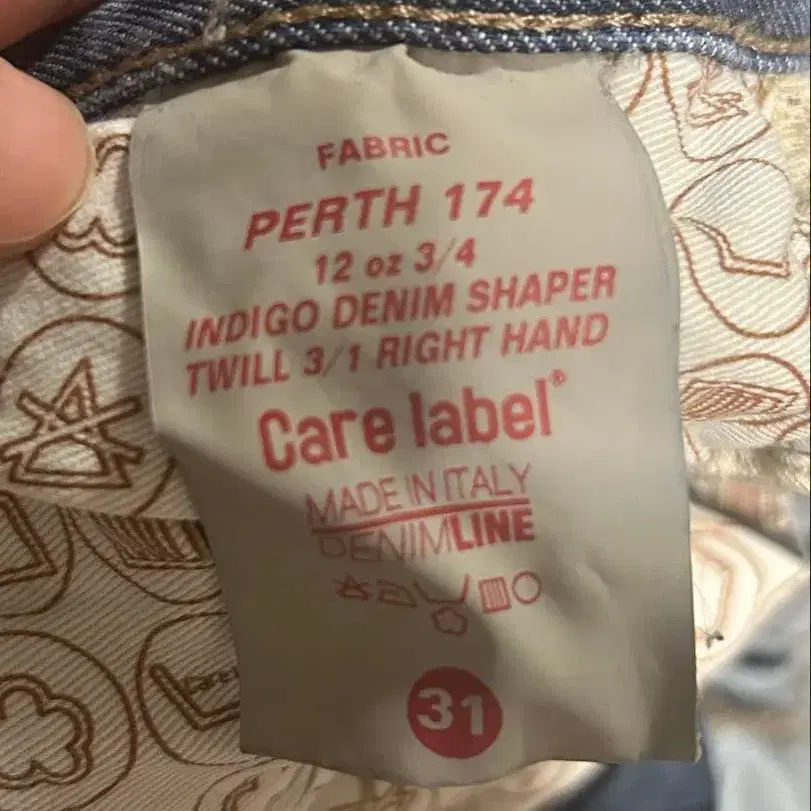 FABRIC
PERTH 174
12 oz 3/4
INDIGO DENIM SHAPER
TWILL 3/1 RIGHT HAND
Care label®
MADE IN ITALY
DENIMLINE
31